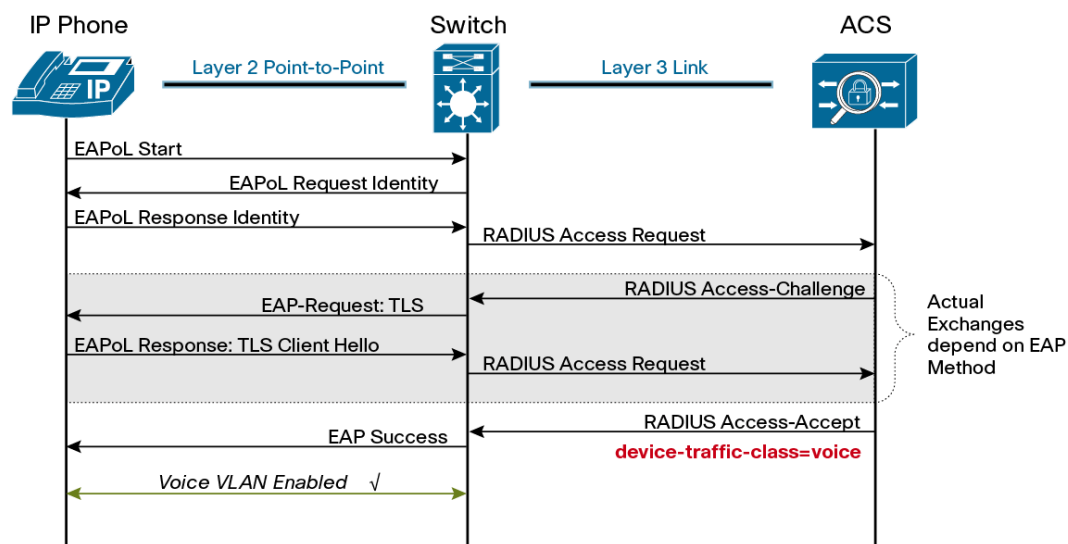 IP Phone
Switch
ACS
Layer 2 Point-to-Point
Layer 3 Link
IP
EAPoL Start
EAPoL Request Identity
EAPoL Response Identity
RADIUS Access Request
RADIUS Access-Challenge
EAP-Request: TLS
EAPoL Response: TLS Client Hello
RADIUS Access Request
Actual
Exchanges
depend on EAP
Method
RADIUS Access-Accept
EAP Success
device-traffic-class=voice
Voice VLAN Enabled √